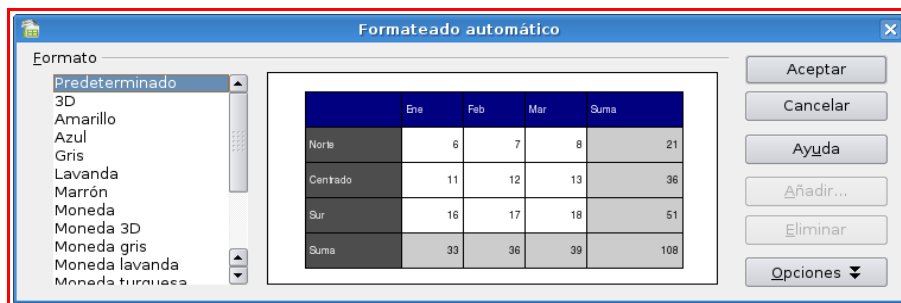 Formateado automático
Formato
Predeterminado
3D
Amarillo
Azul
Gris
Lavanda
Marrón
Moneda
Moneda 3D
Moneda gris
Moneda lavanda
Moneda turquesa
Ene Feb Mar Suma
Norte 6 7 8 21
Centrado 11 12 13 36
Sur 16 17 18 51
Suma 33 36 39 108
Aceptar
Cancelar
Ayuda
Añadir...
Eliminar
Opciones